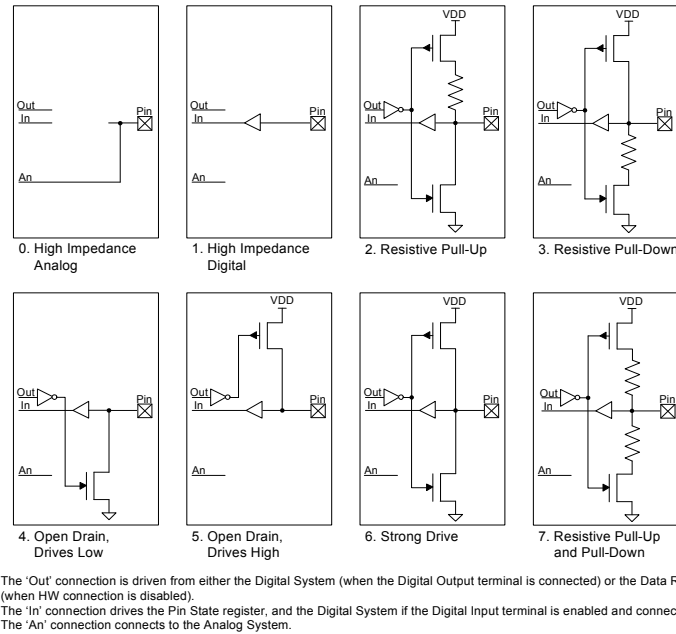 VDD VDD
Out Out Out Out
In Pin In Pin In Pin In Pin
An An An An
0. High Impedance Analog
1. High Impedance Digital
2. Resistive Pull-Up
3. Resistive Pull-Down
VDD VDD VDD
Out Out Out Out
In Pin In Pin In Pin In Pin
An An An An
4. Open Drain, Drives Low
5. Open Drain, Drives High
6. Strong Drive
7. Resistive Pull-Up and Pull-Down
The ‘Out’ connection is driven from either the Digital System (when the Digital Output terminal is connected) or the Data
(when HW connection is disabled).
The ‘In’ connection drives the Pin State register, and the Digital System if the Digital Input terminal is enabled and
The ‘An’ connection connects to the Analog System.